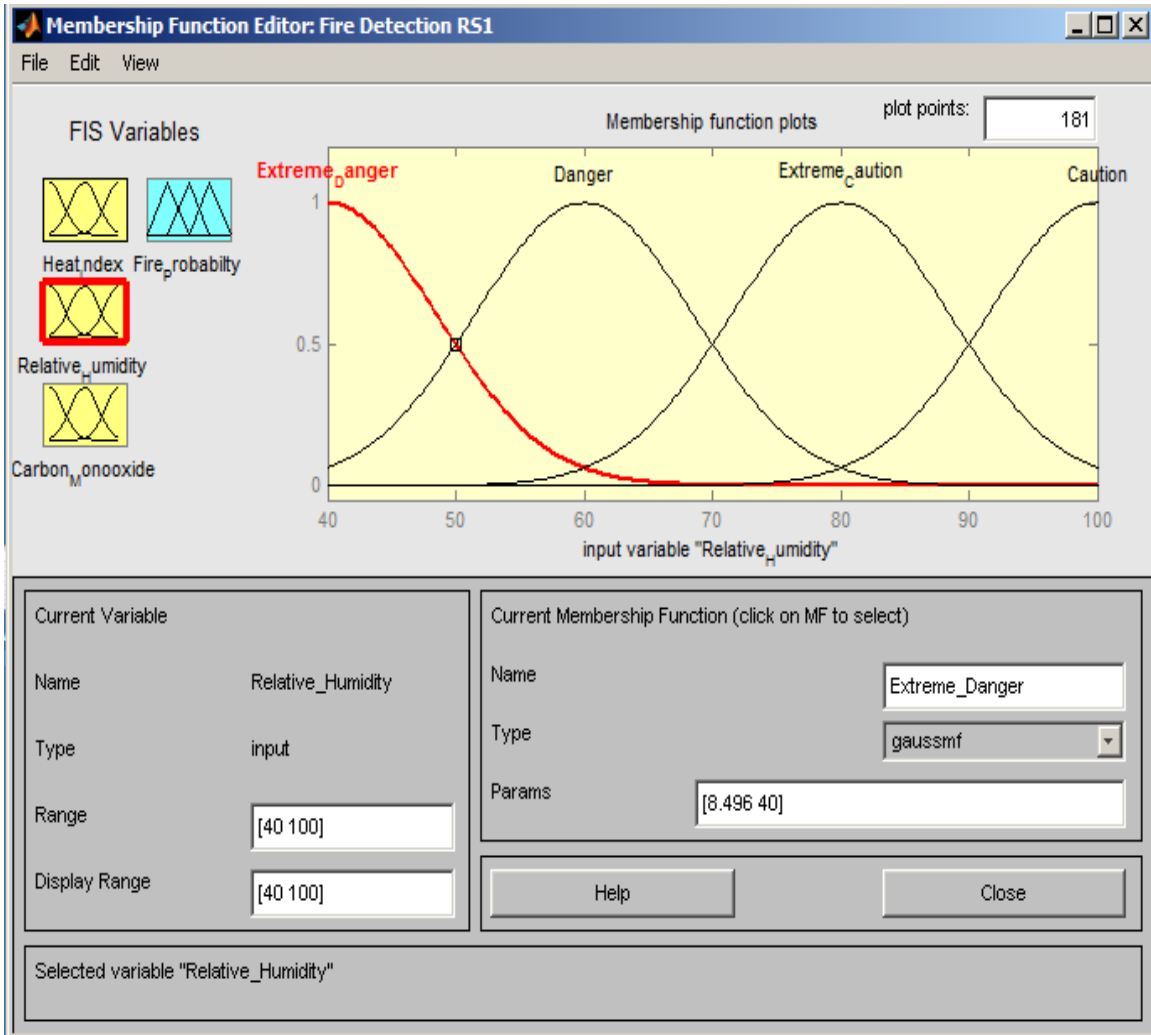 Membership Function Editor: Fire Detection RS1
File Edit View
FIS Variables
Membership function plots
plot points:
181
Heat_Index Fire_Probabilty
Relative_Humidity
Carbon_Monooxide
Extreme_Danger Danger Extreme_Caution Caution
1
0.5
0
40 50 60 70 80 90 100
input variable "Relative_Humidity"
Current Variable
Name Relative_Humidity
Type input
Range [40 100]
Display Range [40 100]
Current Membership Function (click on MF to select)
Name Extreme_Danger
Type gaussmf
Params [8.496 40]
Help Close
Selected variable "Relative_Humidity"